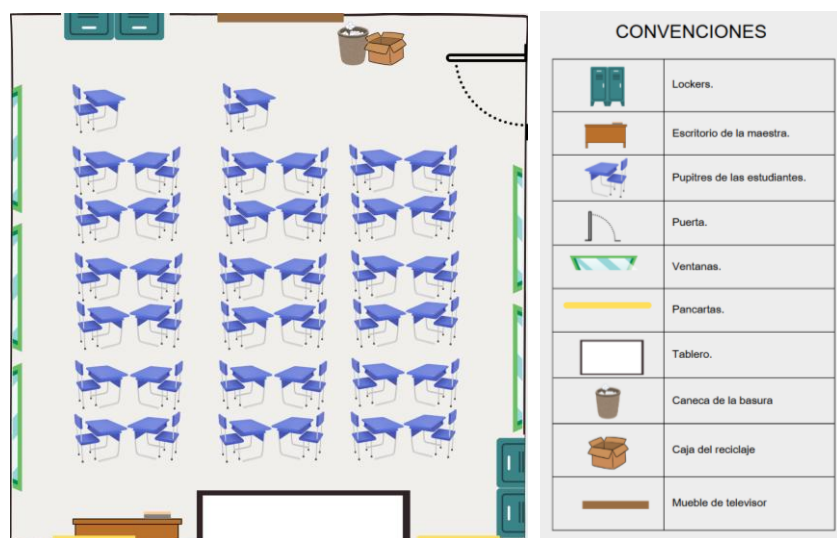 CONVENCIONES
Lockers.
Escritorio de la maestra.
Pupitres de las estudiantes.
Puerta.
Ventanas.
Pancartas.
Tablero.
Caneca de la basura
Caja del reciclaje
Mueble de televisor